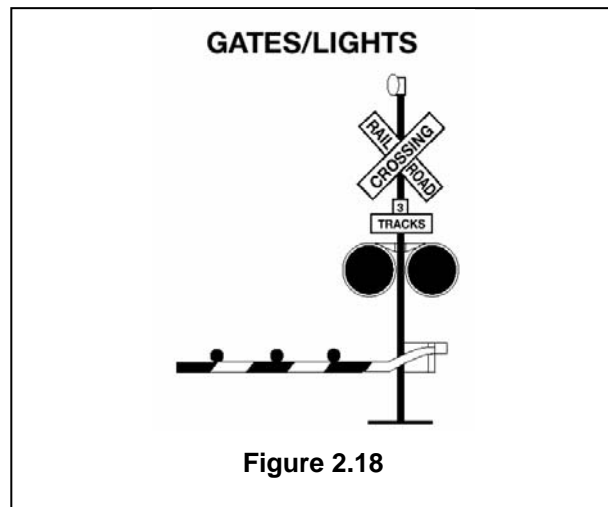 GATES/LIGHTS
RAIL
CROSSING
ROAD
3
TRACKS
Figure 2.18